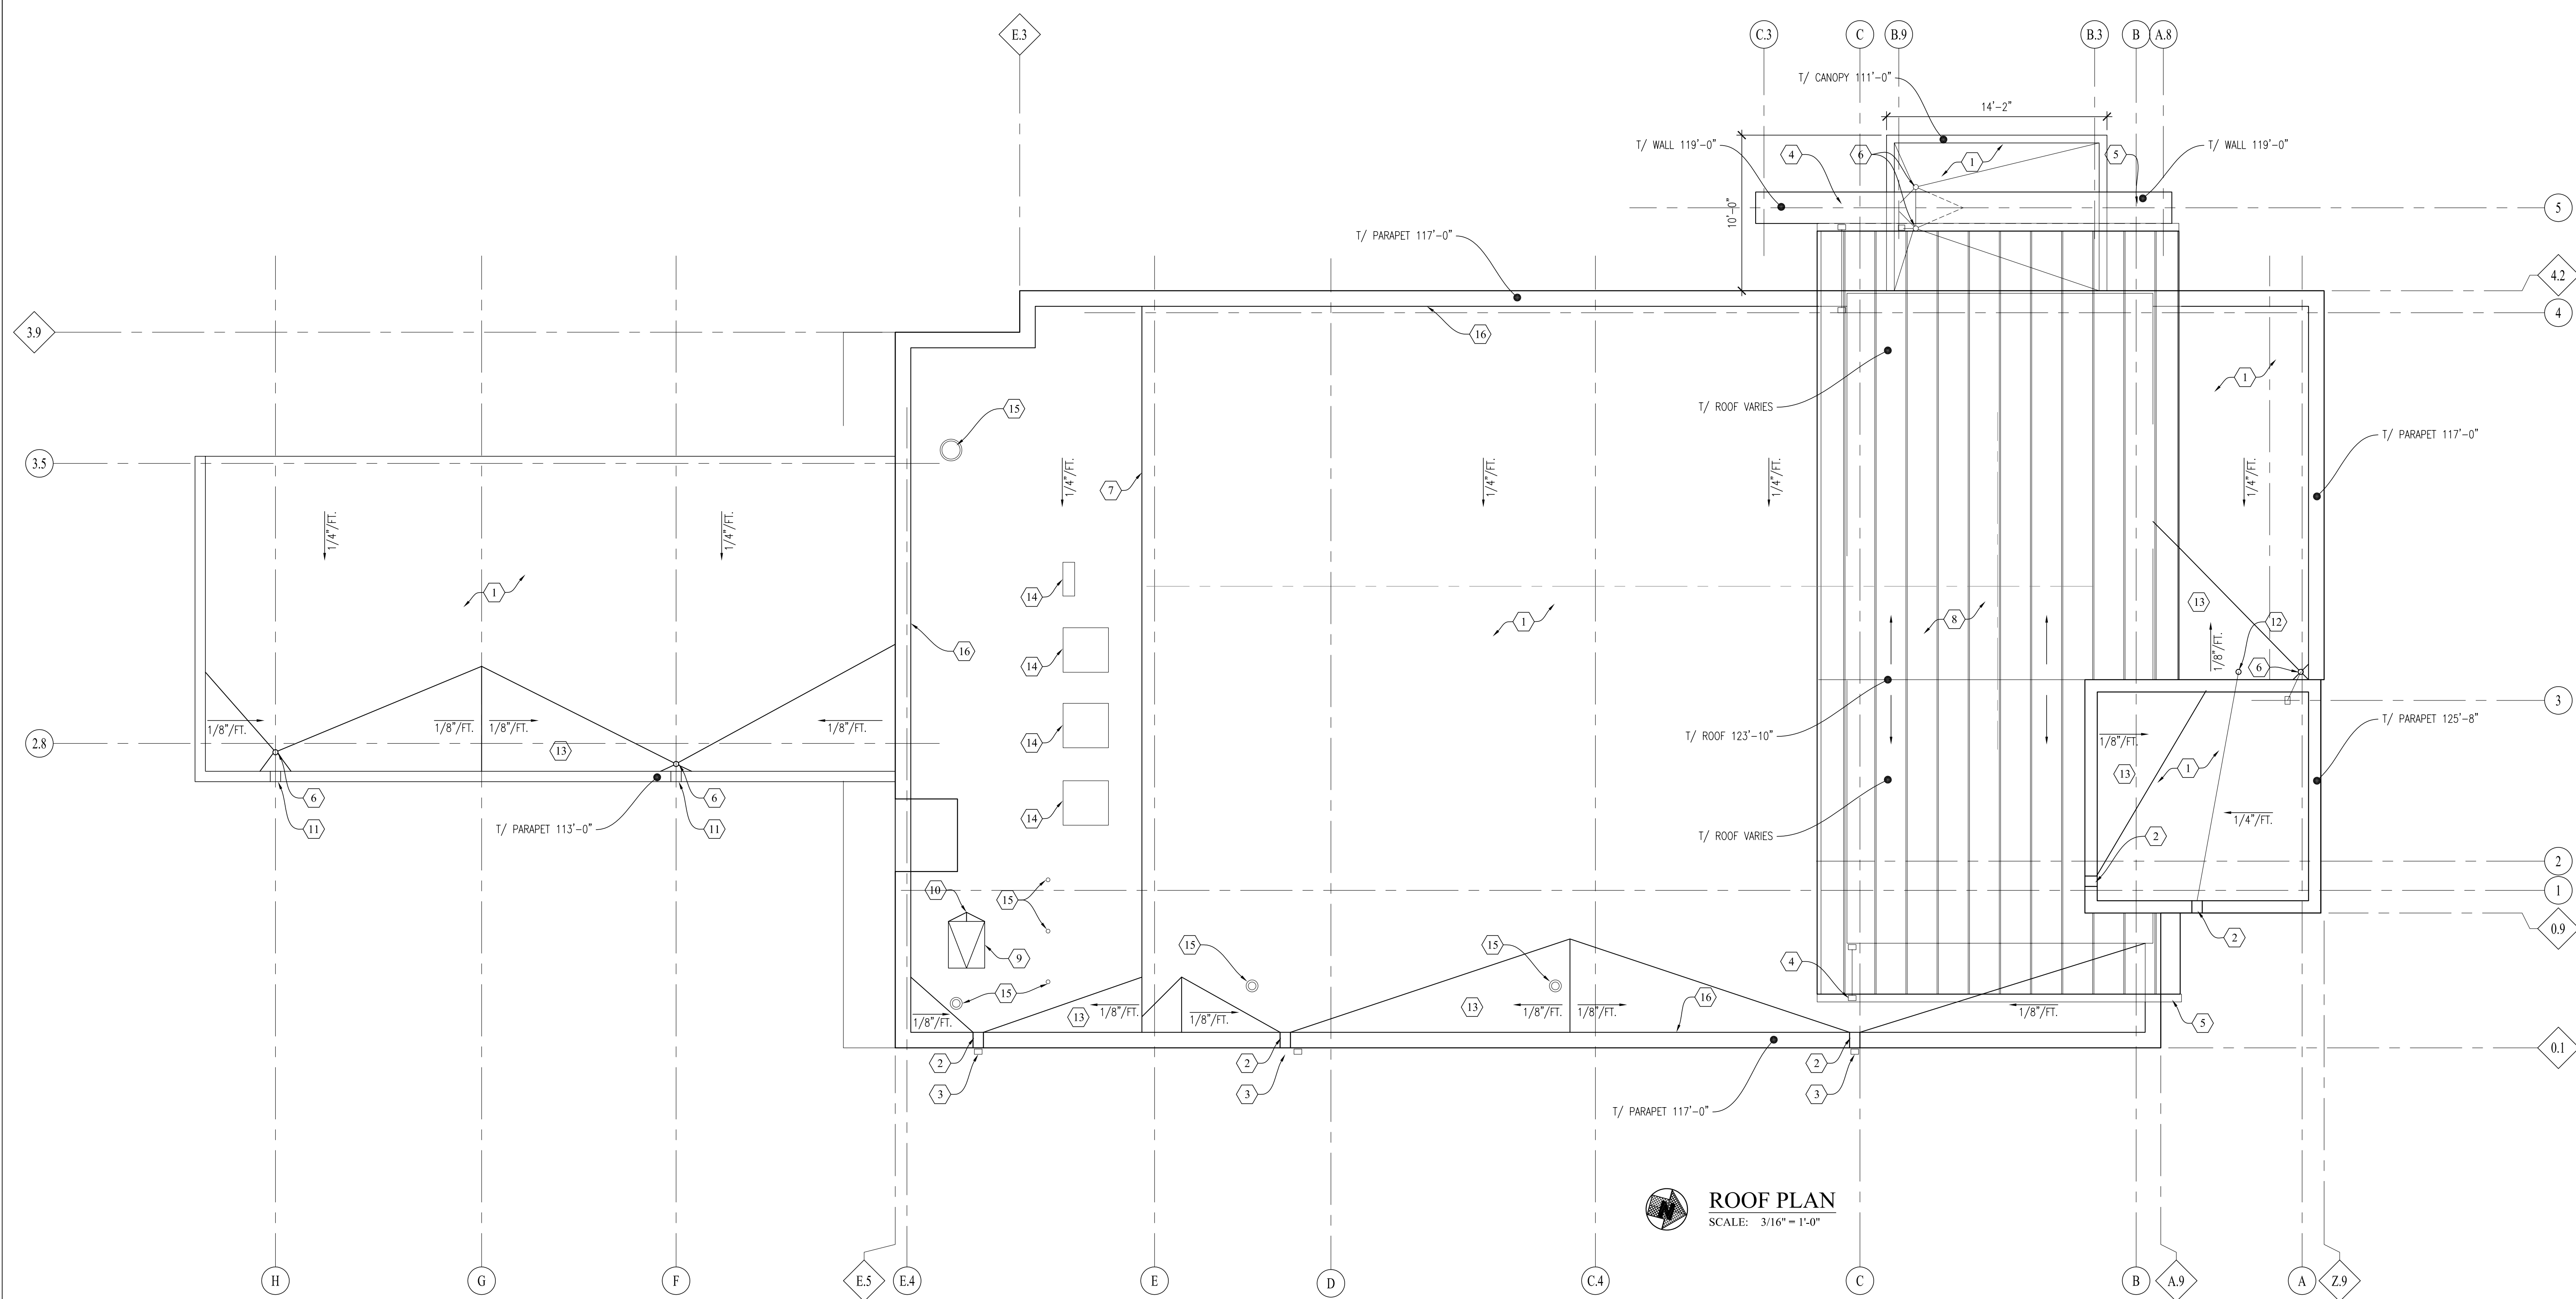 E.3
C.3
C
B.9
B.3
B
A.8
T/ CANOPY 111'-0"
14'-2"
T/ WALL 119'-0"
4
6
1
5
T/ WALL 119'-0"
10'-0"
5
T/ PARAPET 117'-0"
4.2
3.9
16
4
1
T/ ROOF VARIES
15
T/ PARAPET 117'-0"
3.5
7
1/4"/FT.
1/4"/FT.
1/4"/FT.
1/4"/FT.
1/4"/FT.
1/4"/FT.
1
14
13
12
1
8
16
14
1/8"/FT.
6
3
1/8"/FT.
1/8"/FT.
1/8"/FT.
1/8"/FT.
T/ PARAPET 125'-8"
2.8
13
14
T/ ROOF 123'-10"
1/8"/FT.
13
1
6
6
11
11
T/ PARAPET 113'-0"
14
T/ ROOF VARIES
1/4"/FT.
2
2
10
15
1
0.9
15
15
2
9
4
15
13
13
16
1/8"/FT.
1/8"/FT.
1/8"/FT.
1/8"/FT.
1/8"/FT.
1/8"/FT.
5
0.1
2
2
2
3
3
3
T/ PARAPET 117'-0"
N
ROOF PLAN
SCALE: 3/16" = 1'-0"
H
G
F
E.5
E.4
E
D
C.4
C
B
A.9
A
Z.9